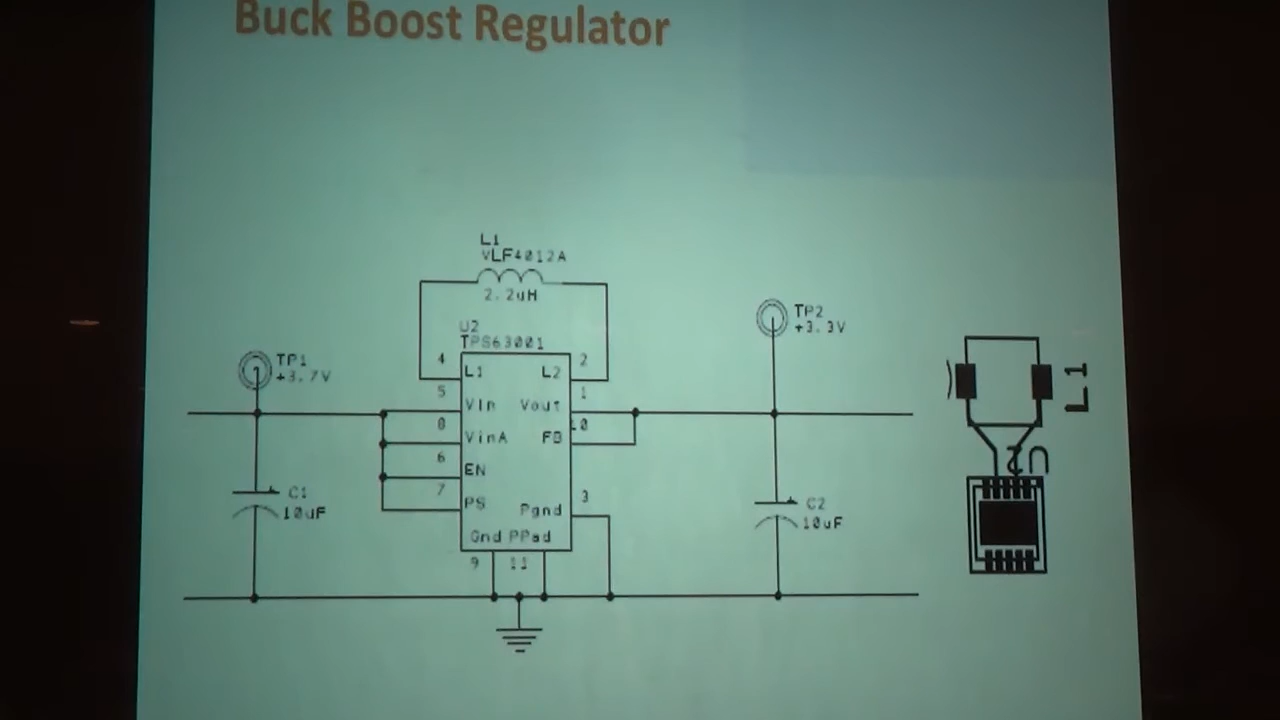 Buck Boost Regulator
L1
VLF4012A
2.2uH
U2
TPS63001
TP1
+3.7V
TP2
+3.3V
4
L1
L2
2
5
Vin
Vout
1
8
VinA
FB
10
6
EN
7
PS
Pgnd
3
Gnd PPad
9
11
C1
10uF
C2
10uF
L1
U2